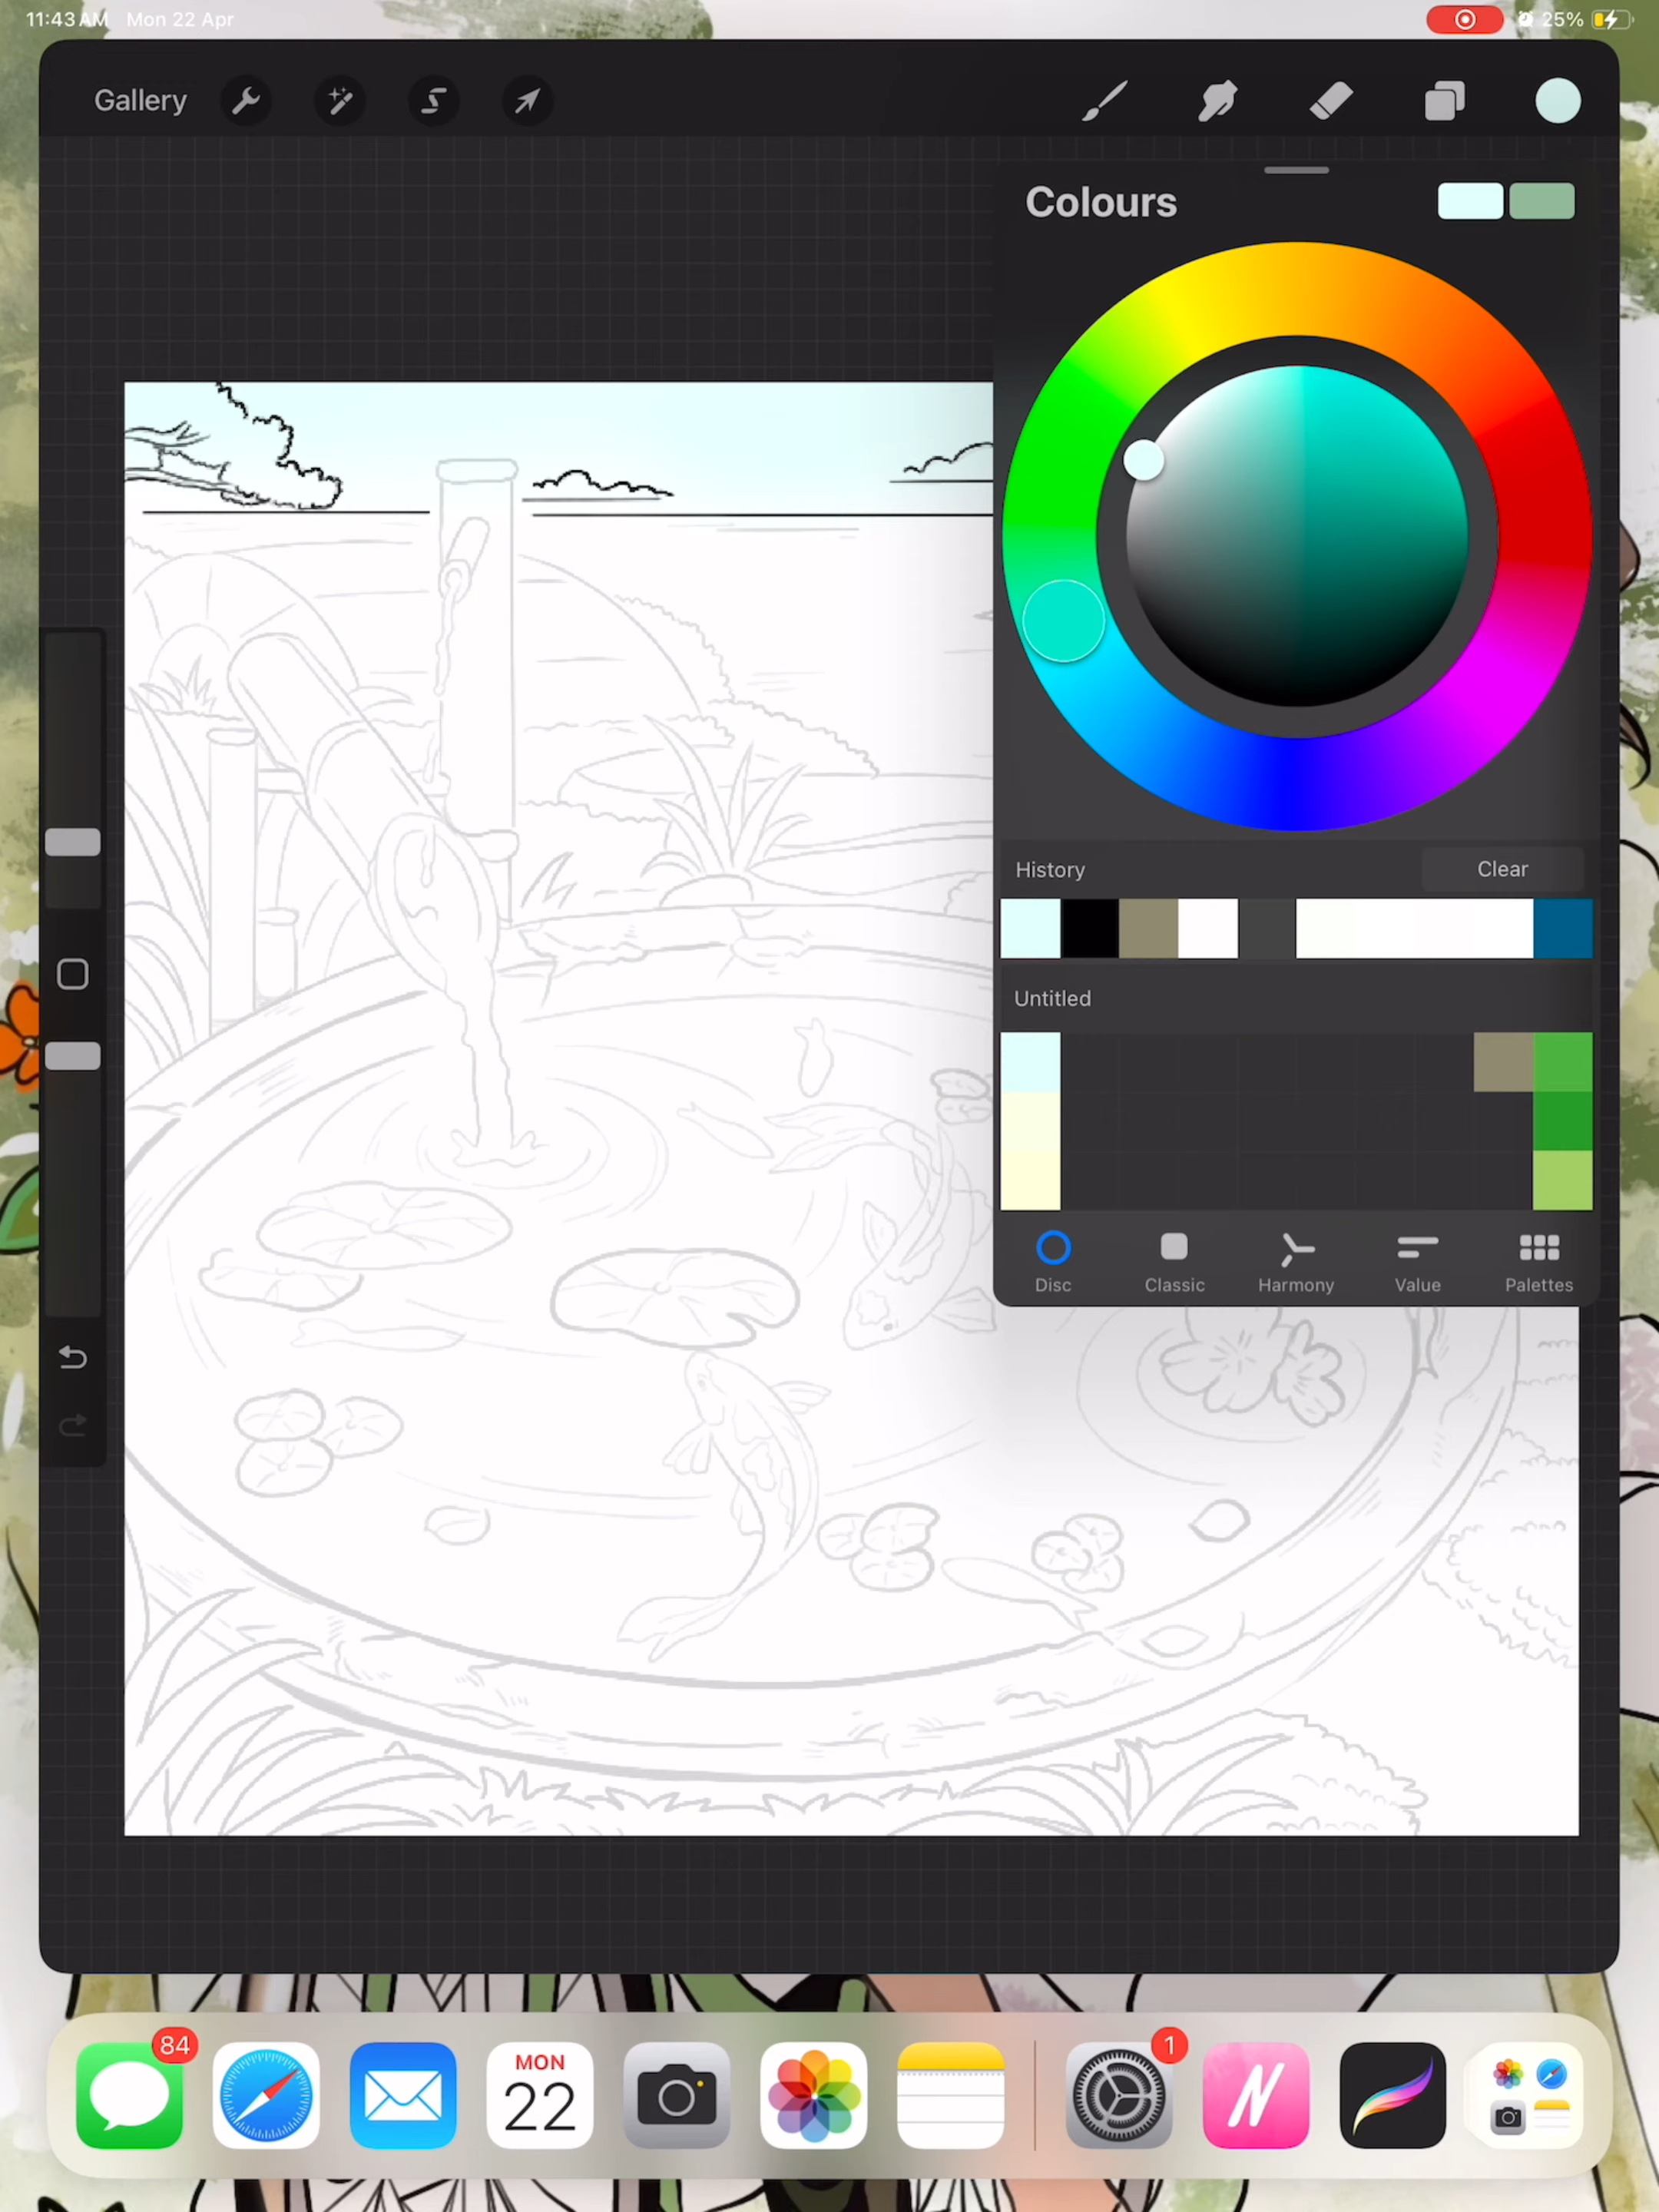 11:43 AM Mon 22 Apr
25%
Gallery
Colours
History
Clear
Untitled
Disc
Classic
Harmony
Value
Palettes
84
MON
22
1
N